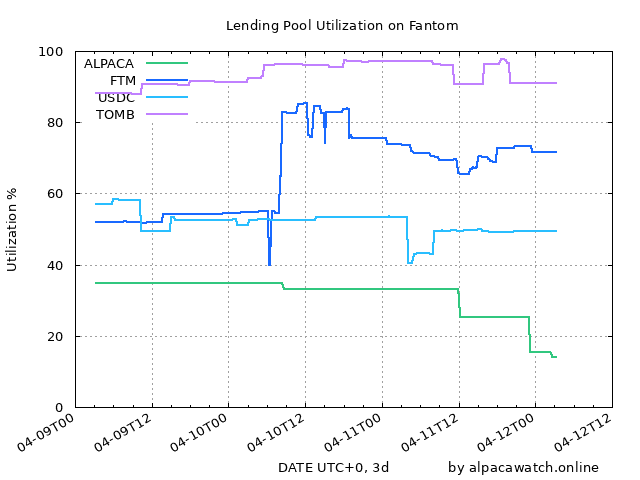 Lending Pool Utilization on Fantom
ALPACA
FTM
USDC
TOMB
Utilization %
100
80
60
40
20
0
04-09T00
04-09T12
04-10T00
04-10T12
04-11T00
04-11T12
04-12T00
04-12T12
DATE UTC+0, 3d
by alpacawatch.online